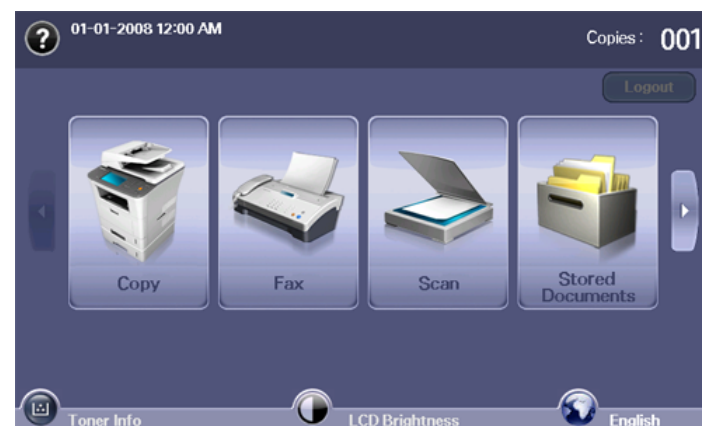 ?
01-01-2008 12:00 AM
Copies : 001
Logout
Copy
Fax
Scan
Stored
Documents
Toner Info
LCD Brightness
English